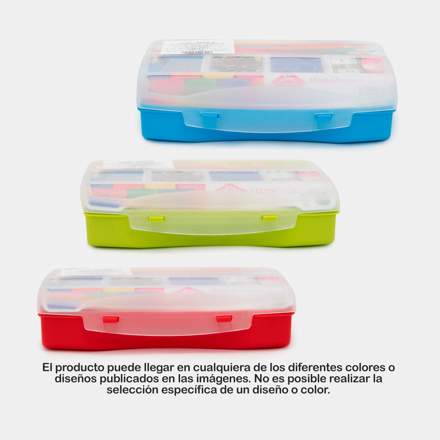 El producto puede llegar en cualquiera de los diferentes colores o
diseños publicados en las imágenes. No es posible realizar la
selección específica de un diseño o color.